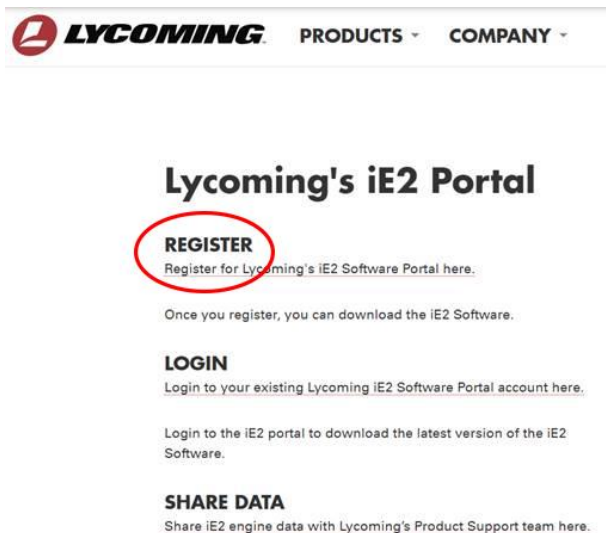 LYCOMING PRODUCTS COMPANY
Lycoming's iE2 Portal
REGISTER
Register for Lycoming's iE2 Software Portal here.
Once you register, you can download the iE2 Software.
LOGIN
Login to your existing Lycoming iE2 Software Portal account here.
Login to the iE2 portal to download the latest version of the iE2
Software.
SHARE DATA
Share iE2 engine data with Lycoming's Product Support team here.